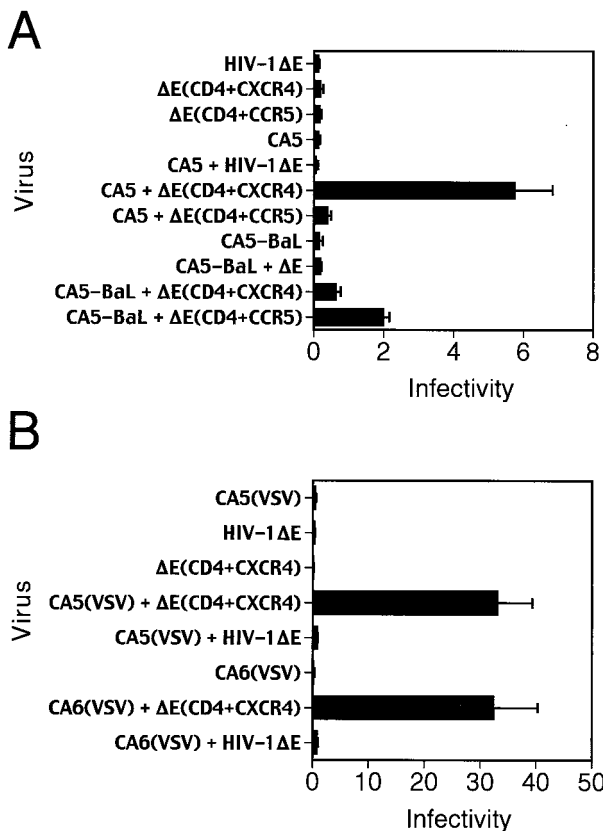 A
Virus
HIV-1ΔE
ΔE(CD4+CXCR4)
ΔE(CD4+CCR5)
CA5
CA5 + HIV-1ΔE
CA5 + ΔE(CD4+CXCR4)
CA5 + ΔE(CD4+CCR5)
CA5-BaL
CA5-BaL + ΔE
CA5-BaL + ΔE(CD4+CXCR4)
CA5-BaL + ΔE(CD4+CCR5)
0 2 4 6 8
Infectivity
B
Virus
CA5(VSV)
HIV-1ΔE
ΔE(CD4+CXCR4)
CA5(VSV) + ΔE(CD4+CXCR4)
CA5(VSV) + HIV-1ΔE
CA6(VSV)
CA6(VSV) + ΔE(CD4+CXCR4)
CA6(VSV) + HIV-1ΔE
0 10 20 30 40 50
Infectivity